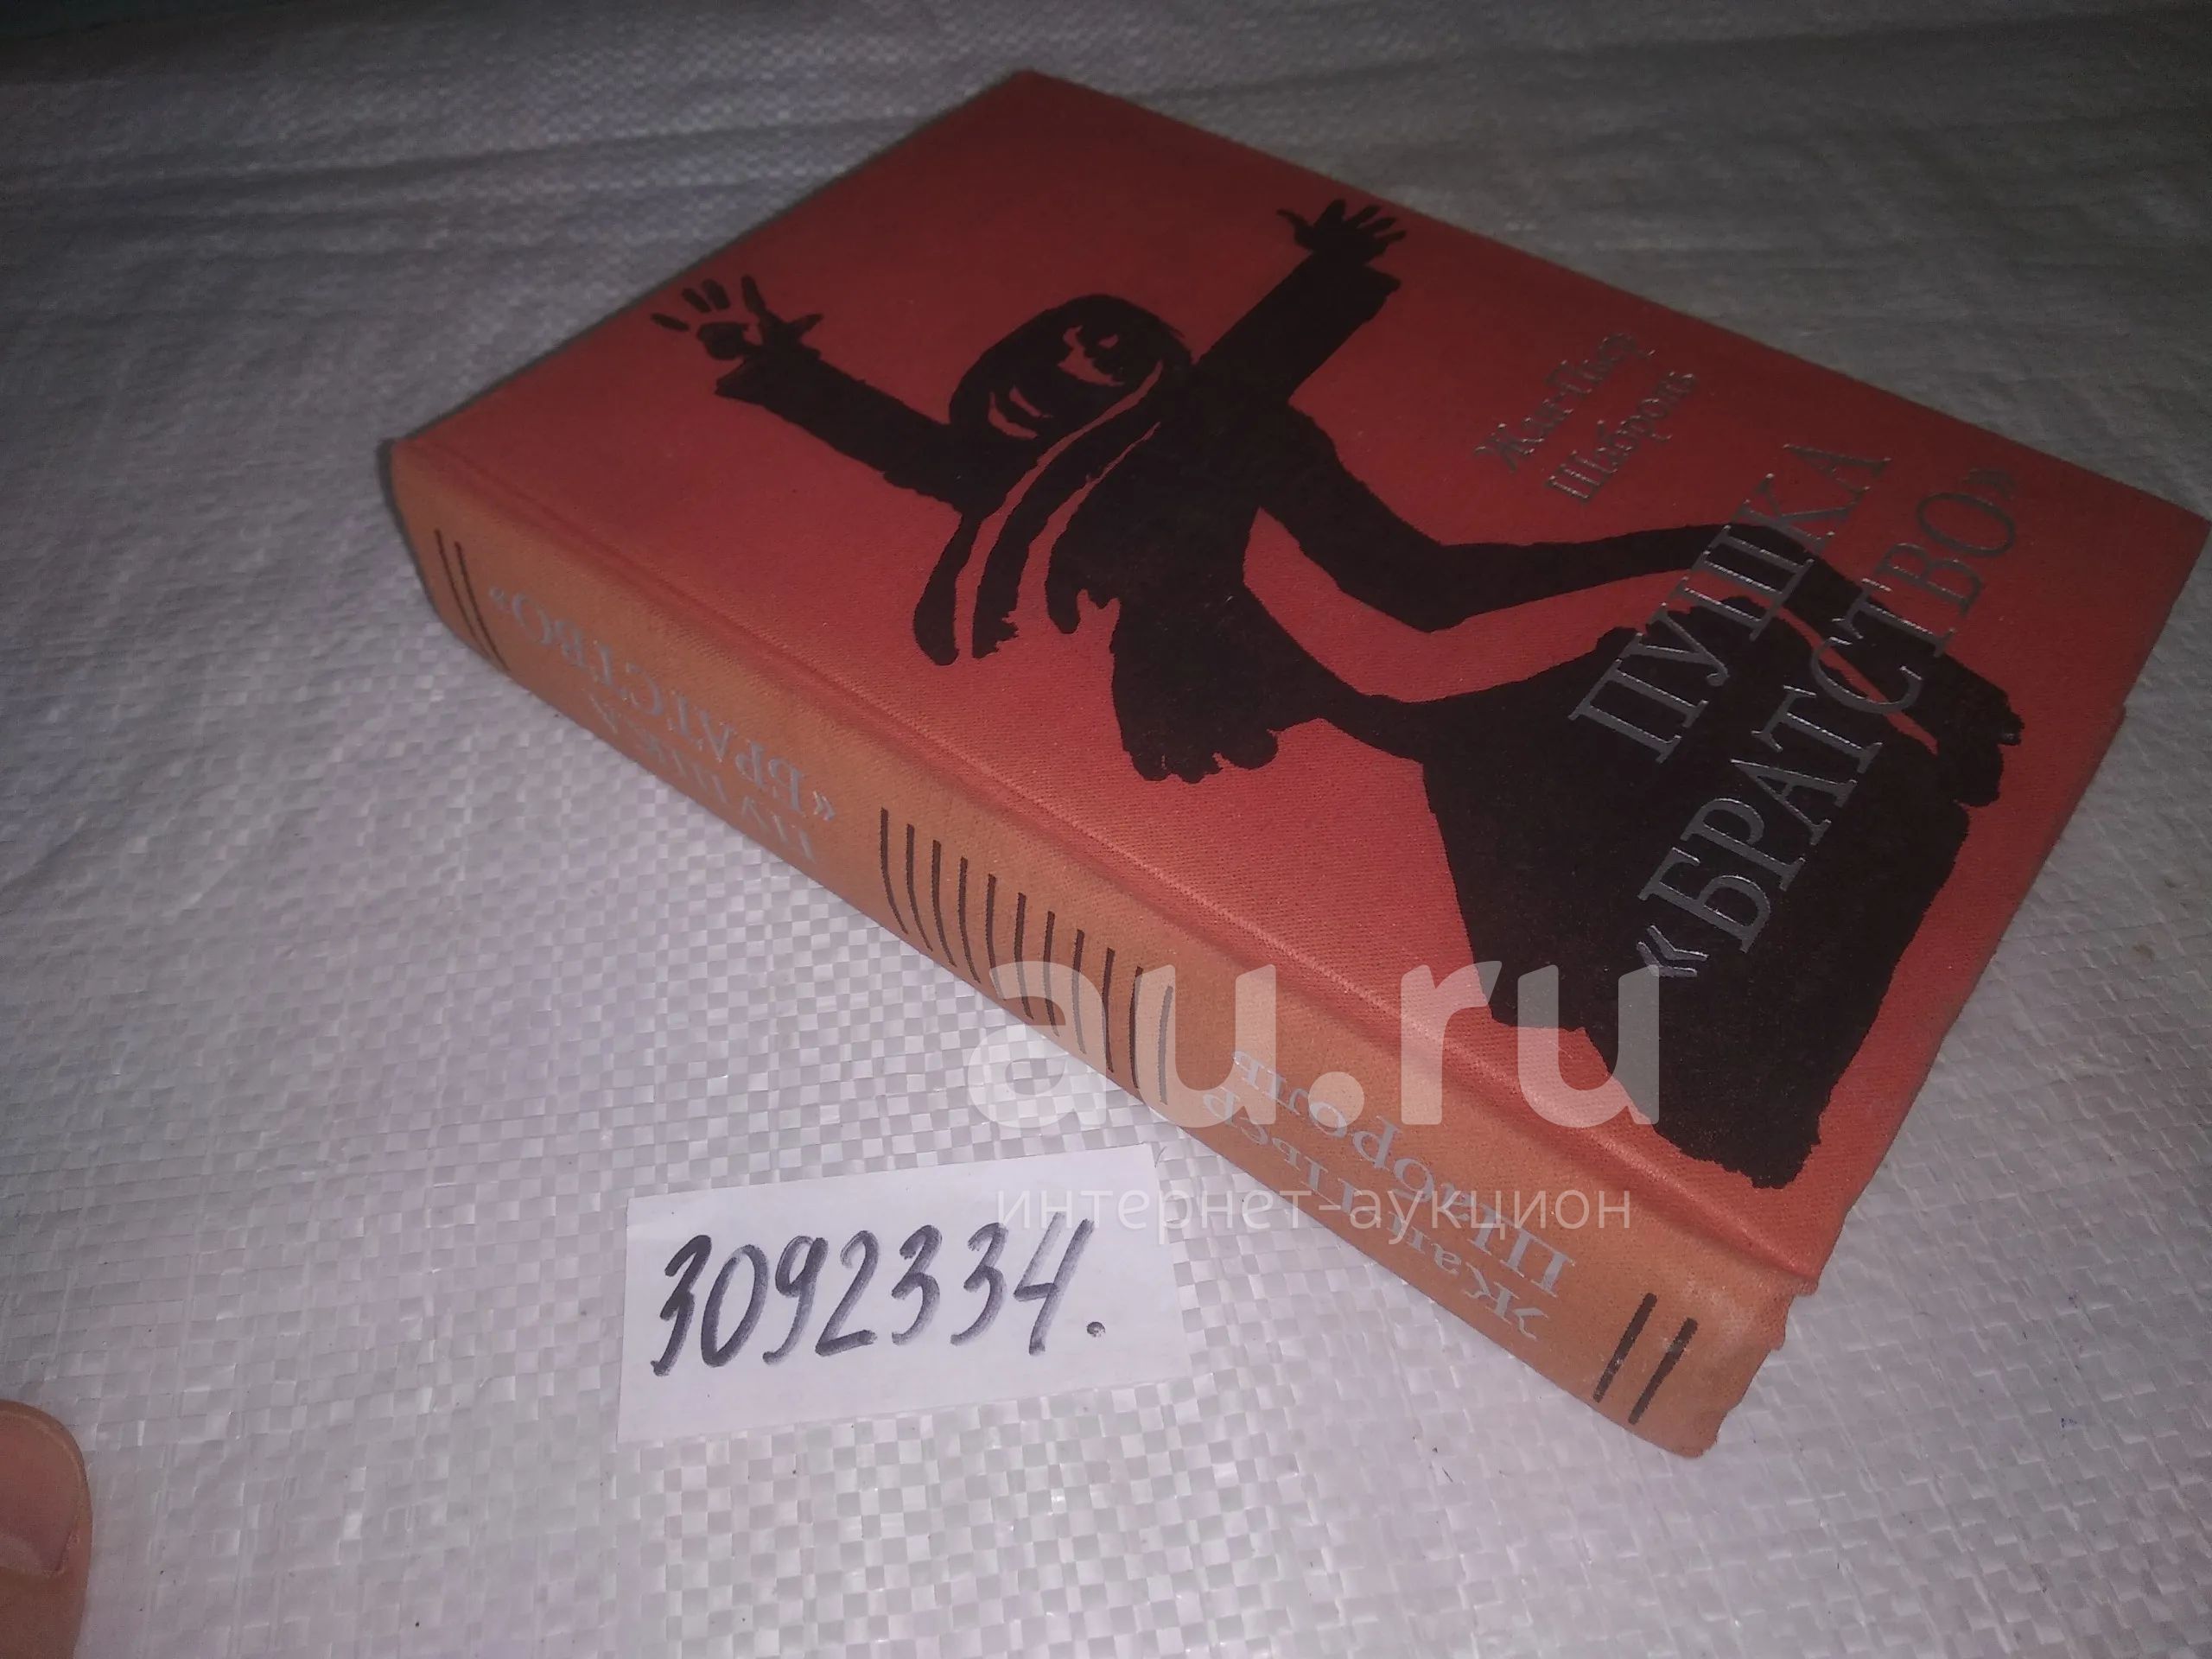 Жан-Пьер
Шаброль
ПУШКА
«БРАТСТВО»
ПУШКА
«БРАТСТВО»
Жан-Пьер
Шаброль
au.ru
интернет-аукцион
3092334.